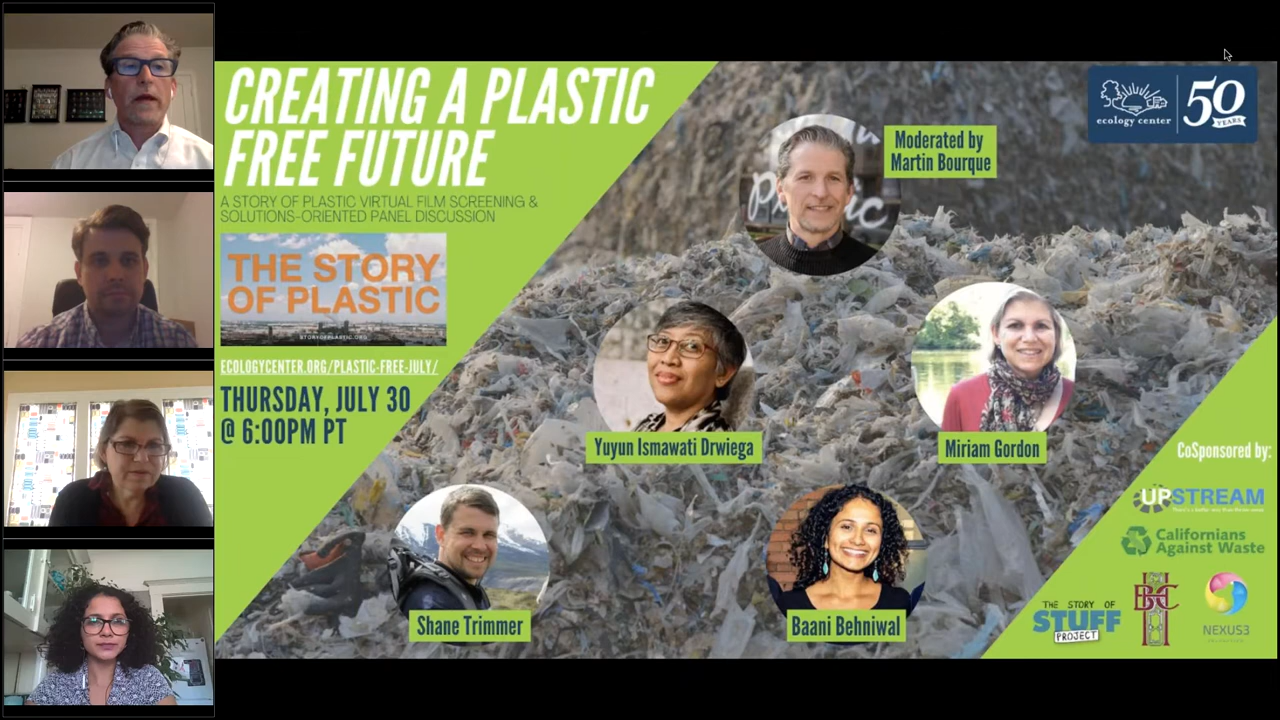 CREATING A PLASTIC
FREE FUTURE
A STORY OF PLASTIC VIRTUAL FILM SCREENING &
SOLUTIONS-ORIENTED PANEL DISCUSSION
THE STORY
OF PLASTIC
STORYOFPLASTIC.ORG
ECOLOGYCENTER.ORG/PLASTIC-FREE-JULY/
THURSDAY, JULY 30
@ 6:00PM PT
ecology center
50
YEARS
Moderated by
Martin Bourque
Yuyun Ismawati Drwiega
Miriam Gordon
Shane Trimmer
Baani Behniwal
CoSponsored by:
UPSTREAM
Californians
Against Waste
THE STORY OF
STUFF
PROJECT
NEXUS3